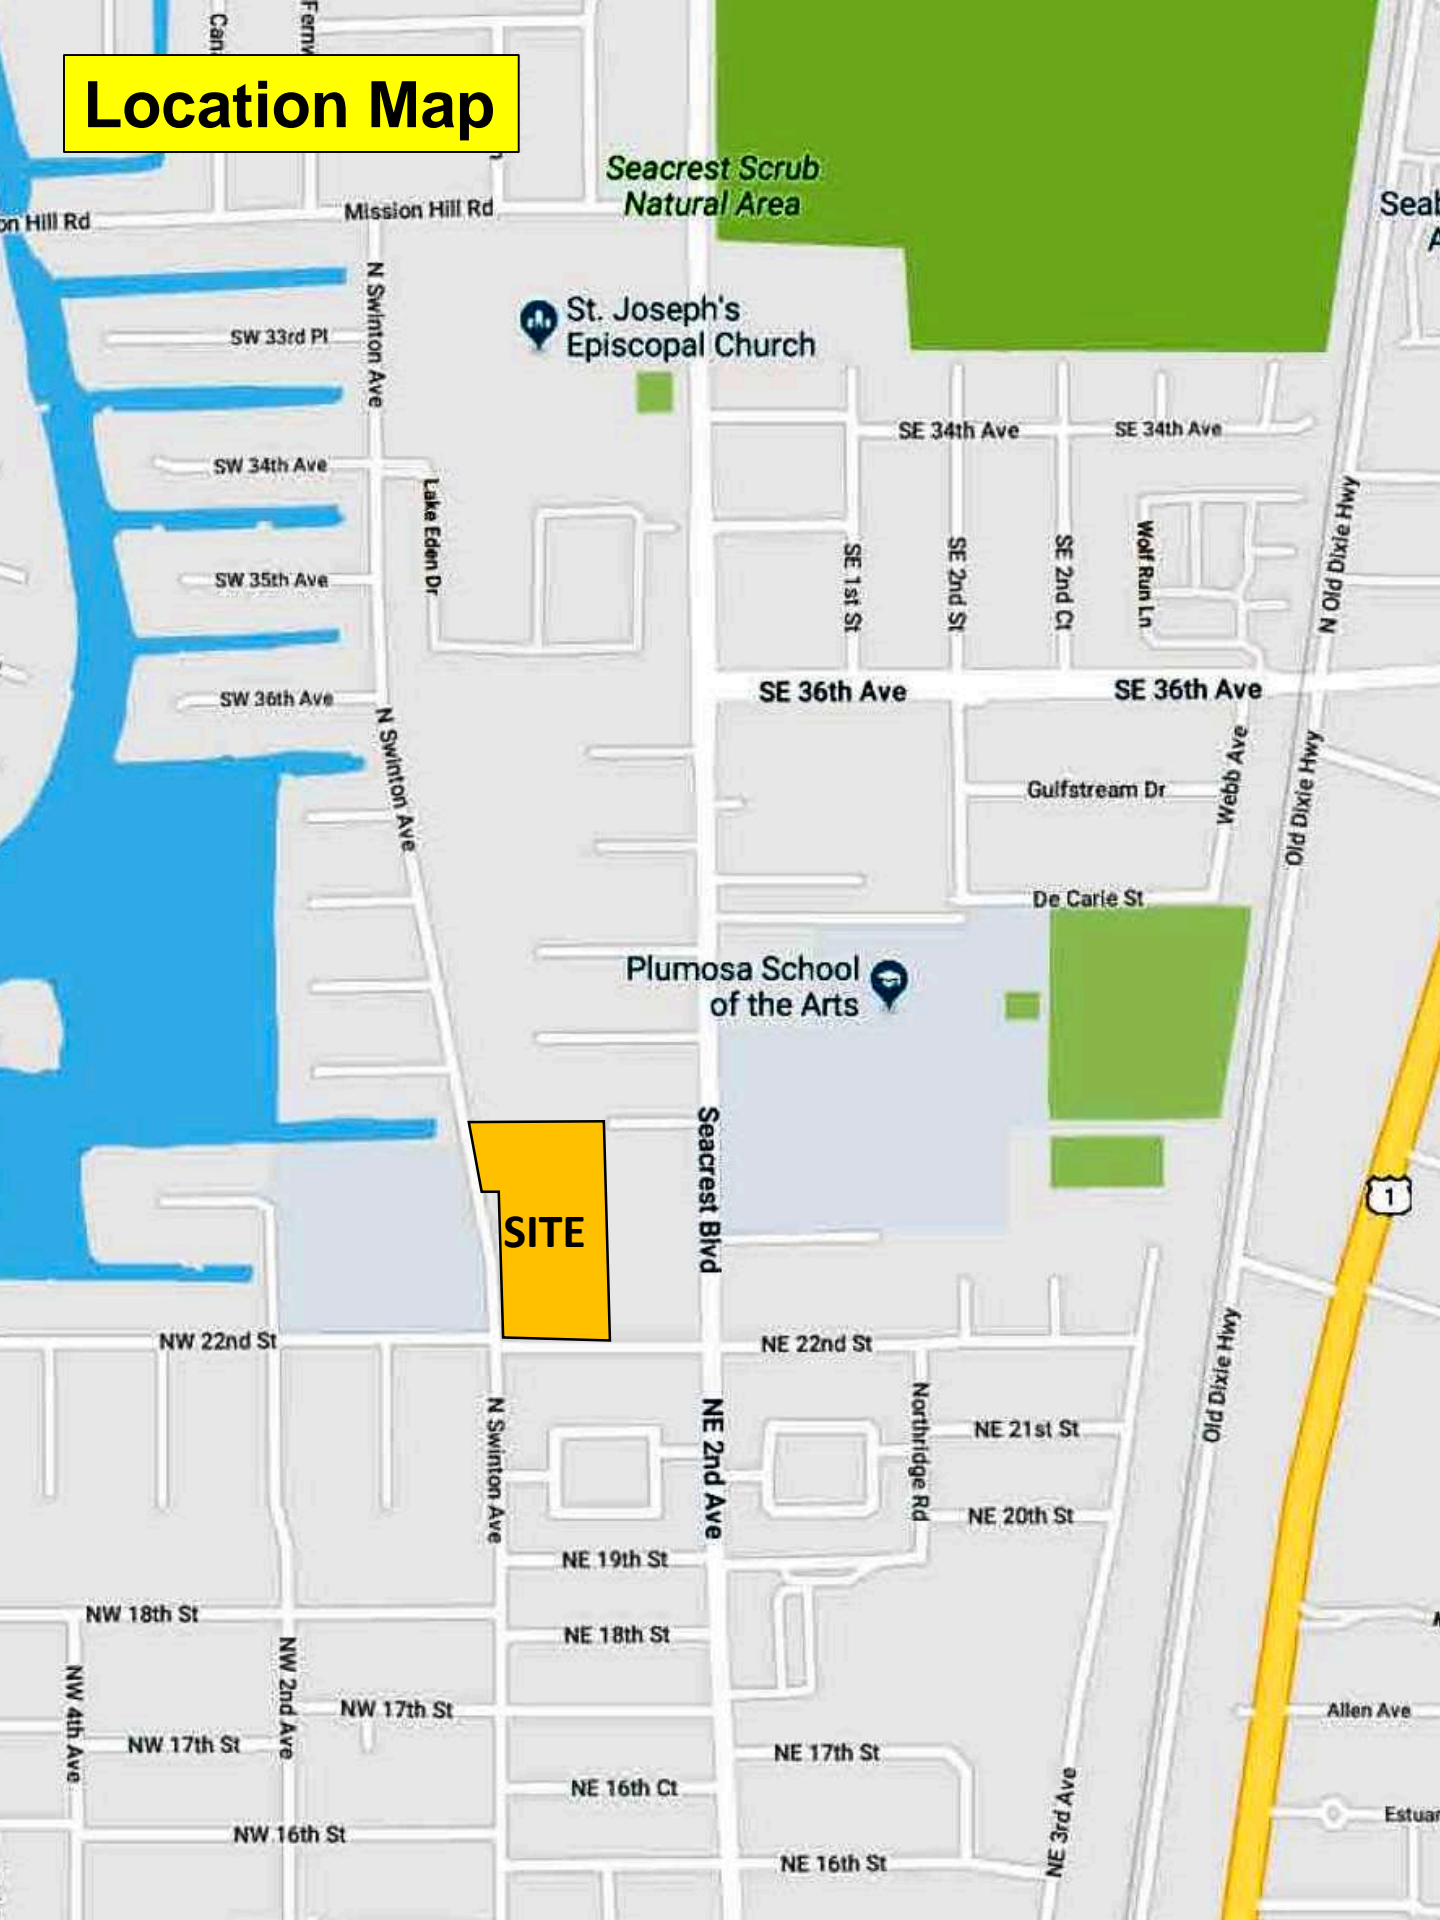 Location Map
Seacrest Scrub
Natural Area
on Hill Rd
Mission Hill Rd
N Swinton Ave
SW 33rd Pl
St. Joseph's
Episcopal Church
SE 34th Ave
SE 34th Ave
SW 34th Ave
Lake Eden Dr
SW 35th Ave
SE 1st St
SE 2nd St
SE 2nd Ct
Wolf Run Ln
N Old Dixie Hwy
SW 36th Ave
SE 36th Ave
SE 36th Ave
N Swinton Ave
Gulfstream Dr
Webb Ave
Old Dixie Hwy
De Carie St
Plumosa School
of the Arts
Seacrest Blvd
1
SITE
NW 22nd St
NE 22nd St
Old Dixie Hwy
N Swinton Ave
NE 2nd Ave
Northridge Rd
NE 21st St
NE 20th St
NE 19th St
NW 18th St
NE 18th St
NW 4th Ave
NW 2nd Ave
NW 17th St
Allen Ave
NW 17th St
NE 17th St
NE 16th Ct
NE 3rd Ave
Estuar
NW 16th St
NE 16th St